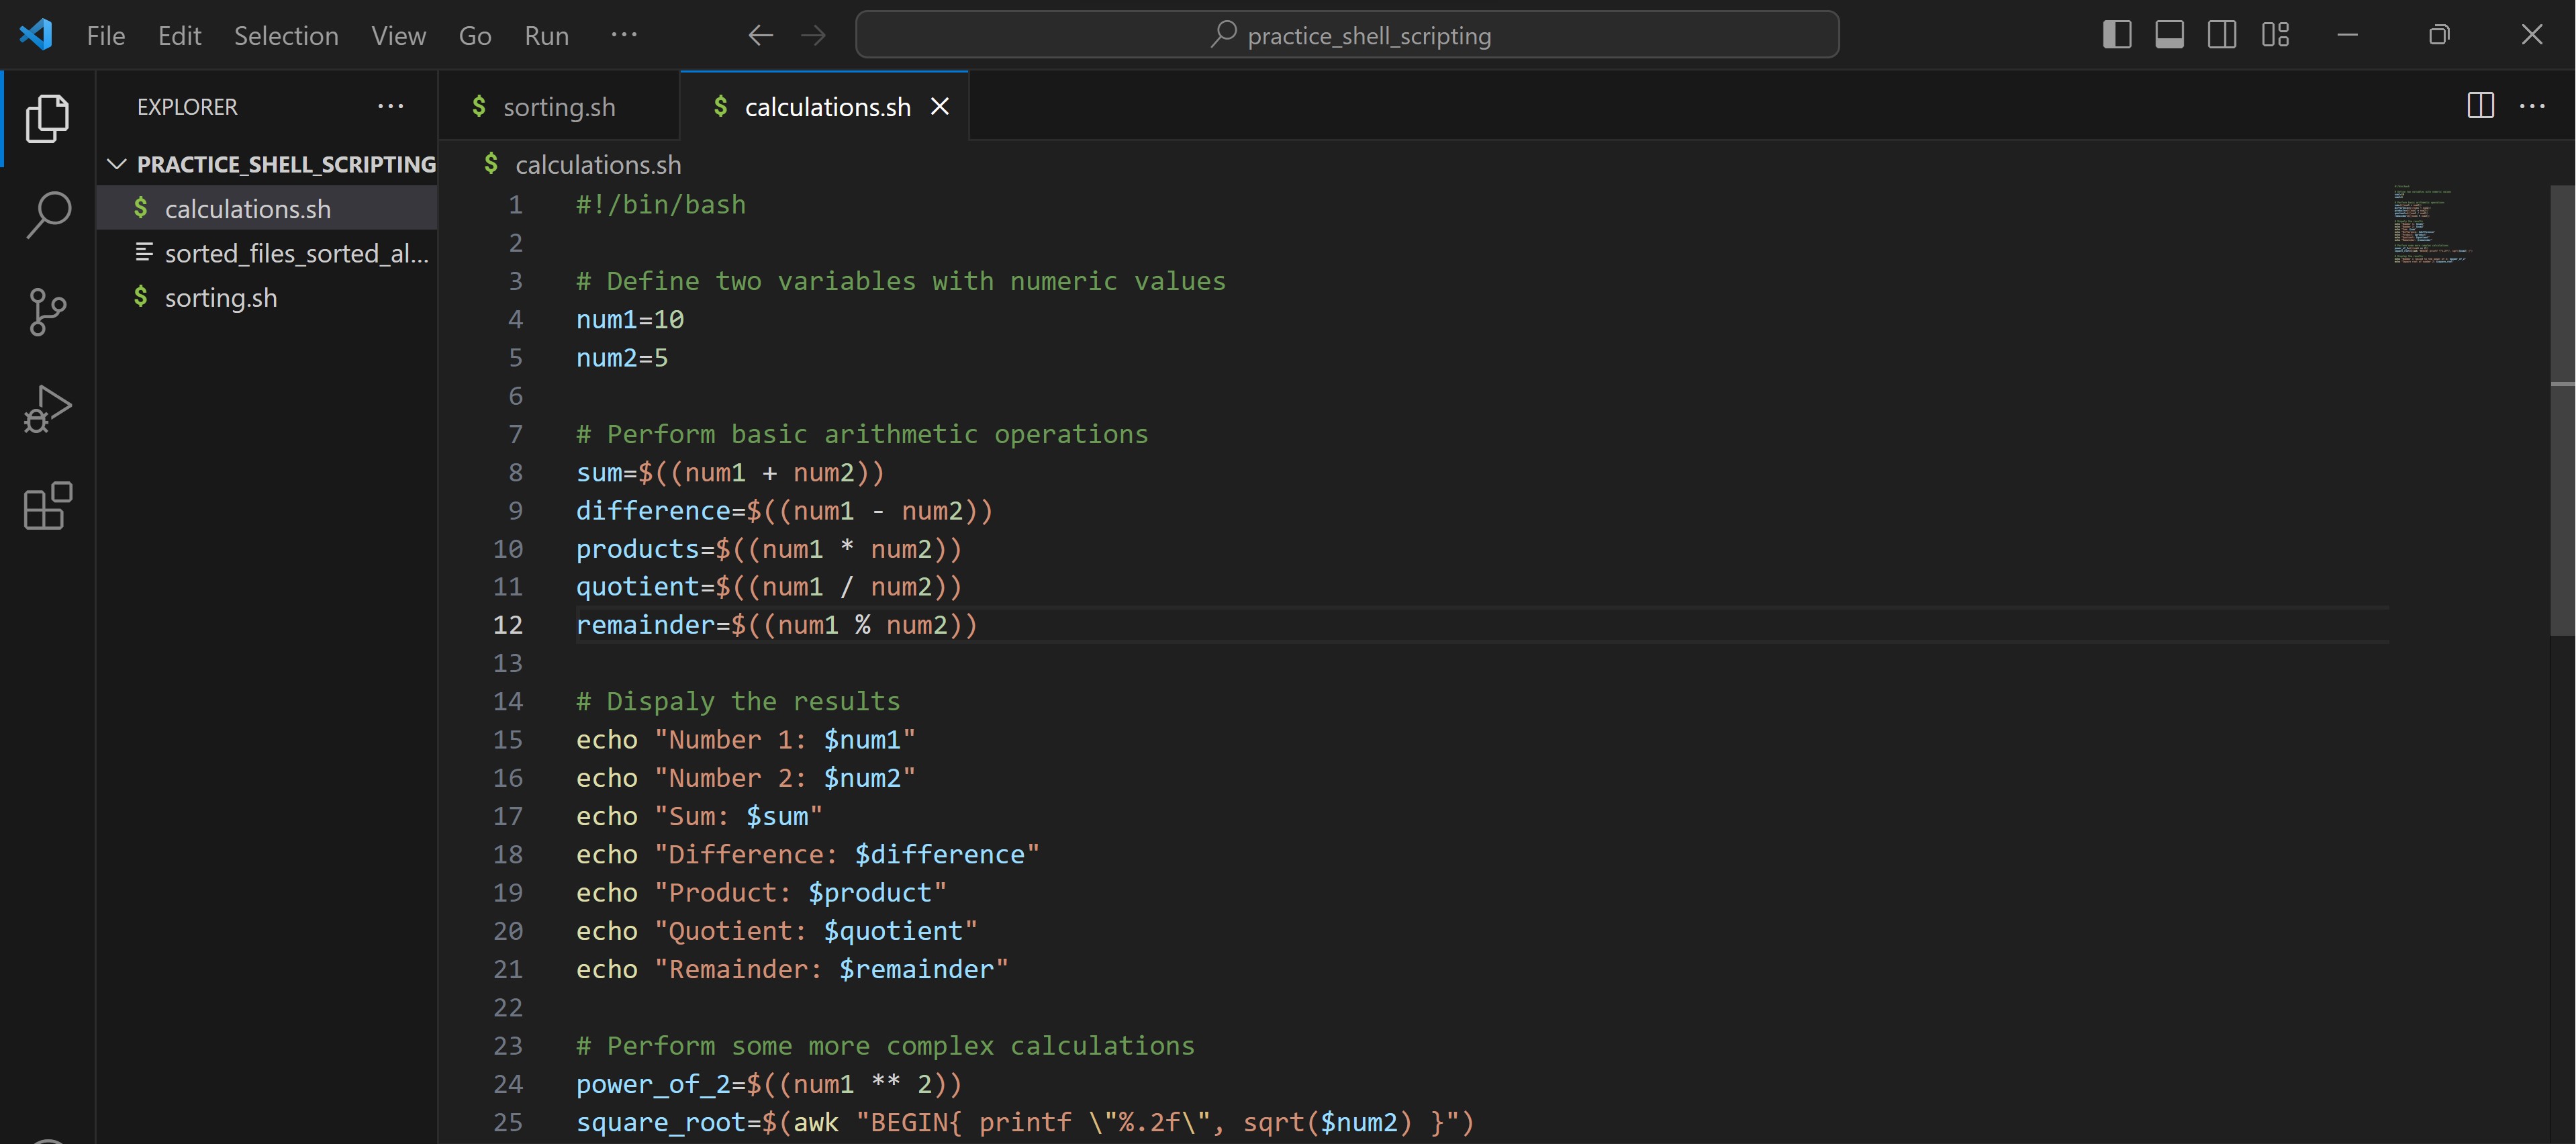 File Edit Selection View Go Run ...
practice_shell_scripting
EXPLORER
sorting.sh
calculations.sh
PRACTICE_SHELL_SCRIPTING
calculations.sh
sorted_files_sorted_al...
sorting.sh
calculations.sh
1 #!/bin/bash
2
3 # Define two variables with numeric values
4 num1=10
5 num2=5
6
7 # Perform basic arithmetic operations
8 sum=$((num1 + num2))
9 difference=$((num1 - num2))
10 products=$((num1 * num2))
11 quotient=$((num1 / num2))
12 remainder=$((num1 % num2))
13
14 # Dispaly the results
15 echo "Number 1: $num1"
16 echo "Number 2: $num2"
17 echo "Sum: $sum"
18 echo "Difference: $difference"
19 echo "Product: $product"
20 echo "Quotient: $quotient"
21 echo "Remainder: $remainder"
22
23 # Perform some more complex calculations
24 power_of_2=$((num1 ** 2))
25 square_root=$(awk "BEGIN{ printf \"%.2f\", sqrt($num2) }")